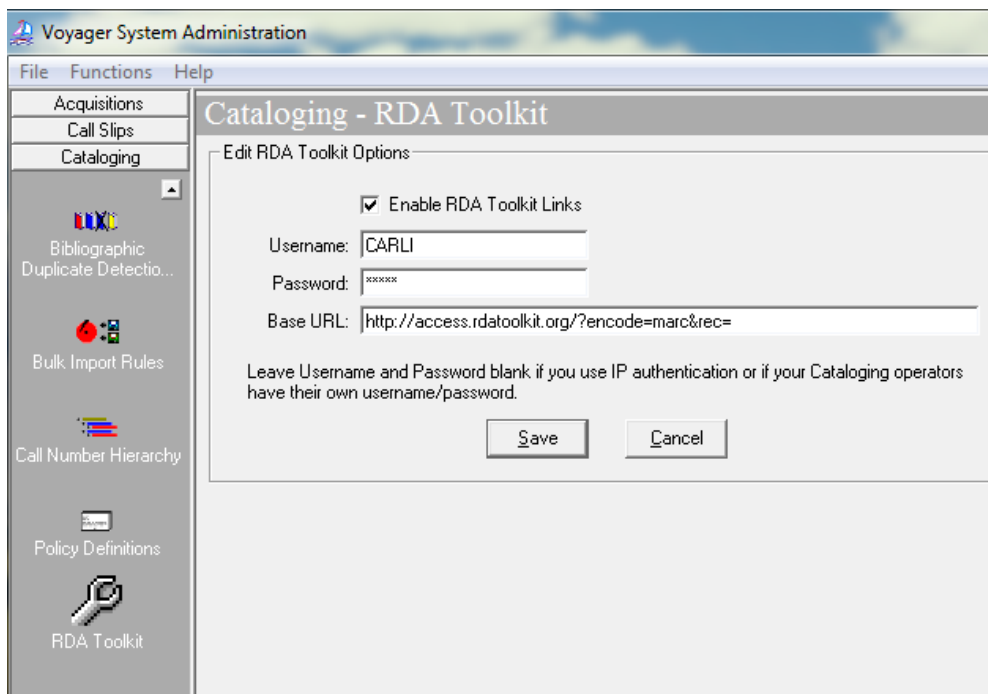 Voyager System Administration
File Functions Help
Acquisitions
Call Slips
Cataloging
Bibliographic
Duplicate Detectio...
Bulk Import Rules
Call Number Hierarchy
Policy Definitions
RDA Toolkit
Cataloging - RDA Toolkit
Edit RDA Toolkit Options
Enable RDA Toolkit Links
Username: CARLI
Password: *****
Base URL: http://access.rdatoolkit.org/?encode=marc&rec=
Leave Username and Password blank if you use IP authentication or if your Cataloging operators
have their own username/password.
Save Cancel